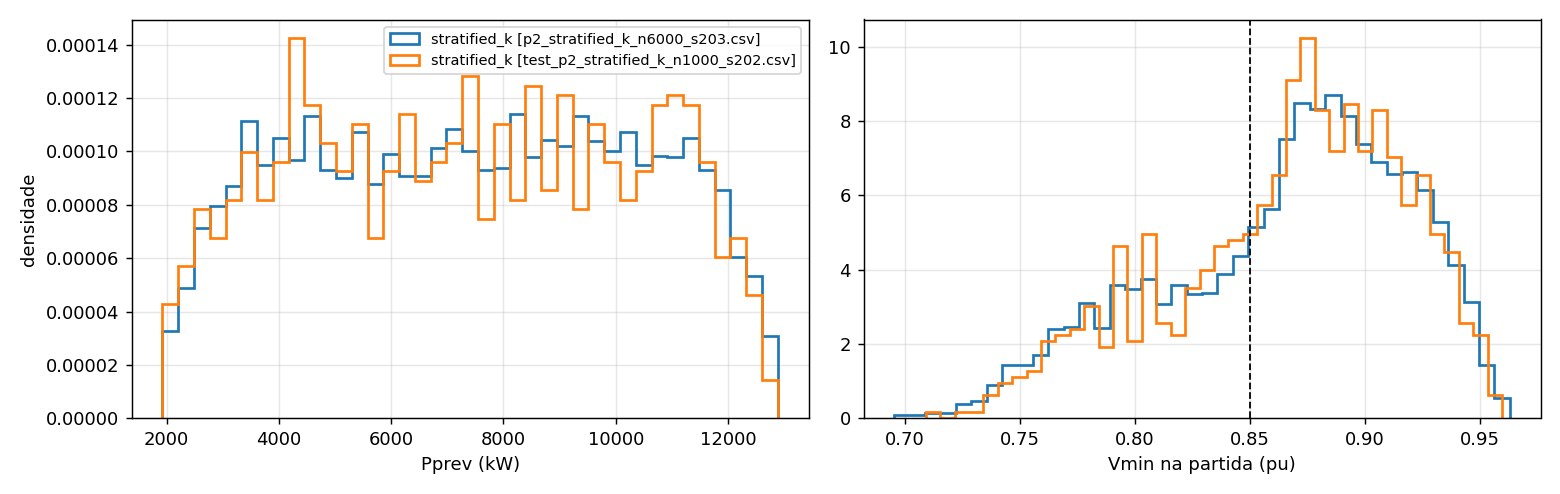 0.00014
0.00012
0.00010
0.00008
0.00006
0.00004
0.00002
0.00000
densidade
2000 4000 6000 8000 10000 12000
Pprev (kW)
stratified_k [p2_stratified_k_n6000_s203.csv]
stratified_k [test_p2_stratified_k_n1000_s202.csv]
10
8
6
4
2
0
0.70 0.75 0.80 0.85 0.90 0.95
Vmin na partida (pu)